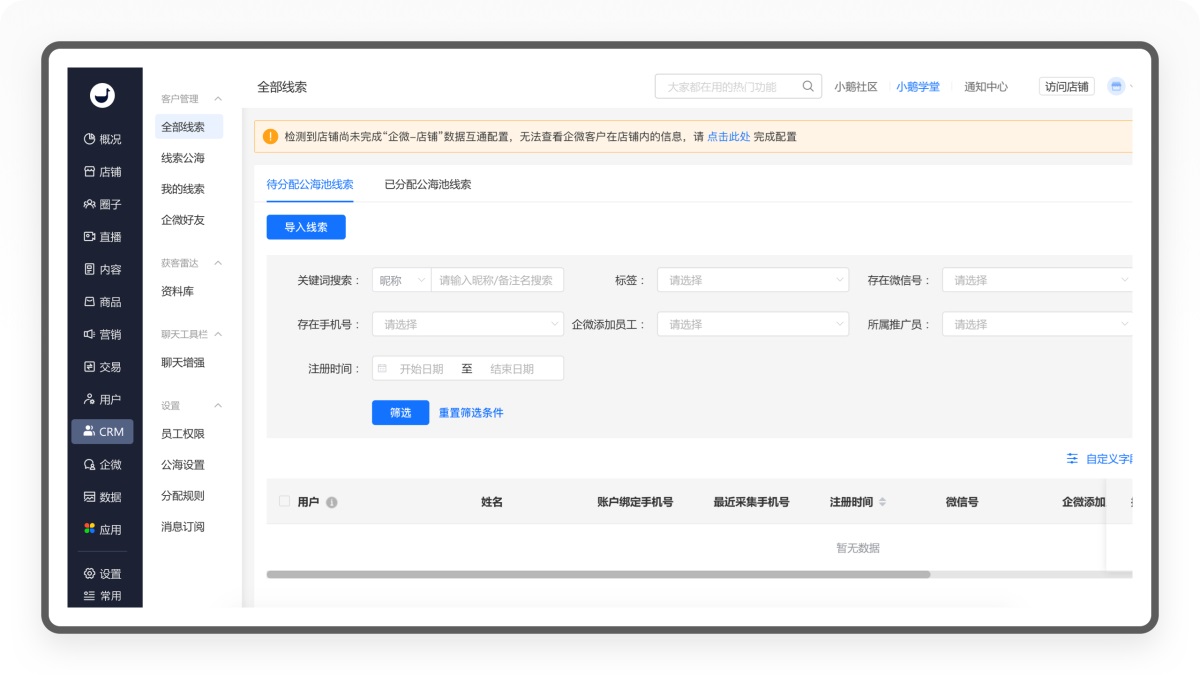 概况
店铺
圈子
直播
内容
商品
营销
交易
用户
CRM
企微
数据
应用
设置
常用
客户管理
全部线索
线索公海
我的线索
企微好友
获客雷达
资料库
聊天工具栏
聊天增强
设置
员工权限
公海设置
分配规则
消息订阅
全部线索 大家都在用的热门功能 小鹅社区 小鹅学堂 通知中心 访问店铺
检测到店铺尚未完成“企微-店铺”数据互通配置，无法查看企微客户在店铺内的信息，请 点击此处 完成配置
待分配公海池线索 已分配公海池线索
导入线索
关键词搜索： 昵称 请输入昵称/备注名搜索 标签： 请选择 存在微信号： 请选择
存在手机号： 请选择 企微添加员工： 请选择 所属推广员： 请选择
注册时间： 开始日期 至 结束日期
筛选 重置筛选条件
自定义字
用户 姓名 账户绑定手机号 最近采集手机号 注册时间 微信号 企微添加
暂无数据